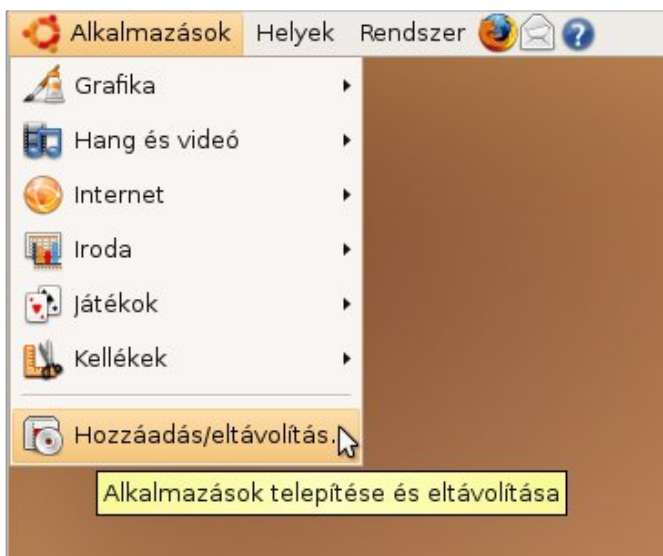 Alkalmazások Helyek Rendszer
Grafika
Hang és videó
Internet
Iroda
Játékok
Kellékek
Hozzáadás/eltávolítás.
Alkalmazások telepítése és eltávolítása